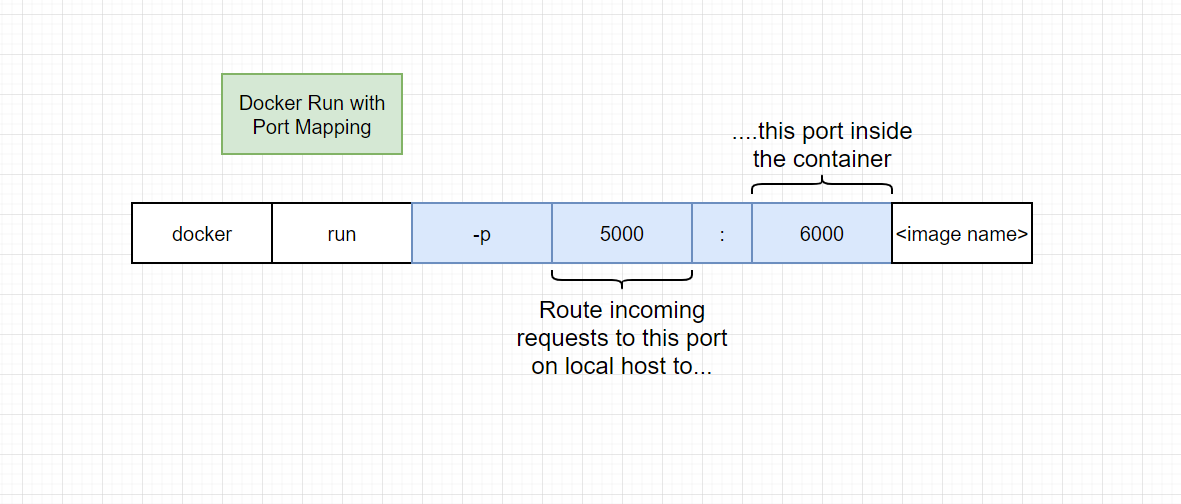 Docker Run with
Port Mapping
....this port inside
the container
docker run -p 5000 : 6000 <image name>
Route incoming
requests to this port
on local host to...